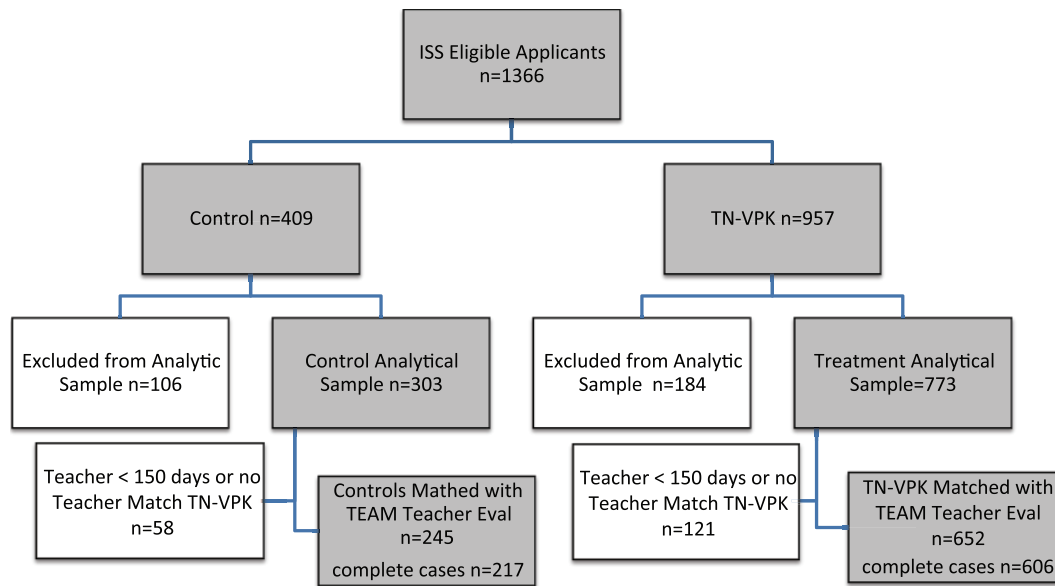 ISS Eligible Applicants
n=1366
Control n=409
TN-VPK n=957
Excluded from Analytic
Sample n=106
Control Analytical
Sample n=303
Excluded from Analytic
Sample n=184
Treatment Analytical
Sample=773
Teacher < 150 days or no
Teacher Match TN-VPK
n=58
Controls Mathed with
TEAM Teacher Eval
n=245
complete cases n=217
Teacher < 150 days or no
Teacher Match TN-VPK
n=121
TN-VPK Matched with
TEAM Teacher Eval
n=652
complete cases n=606